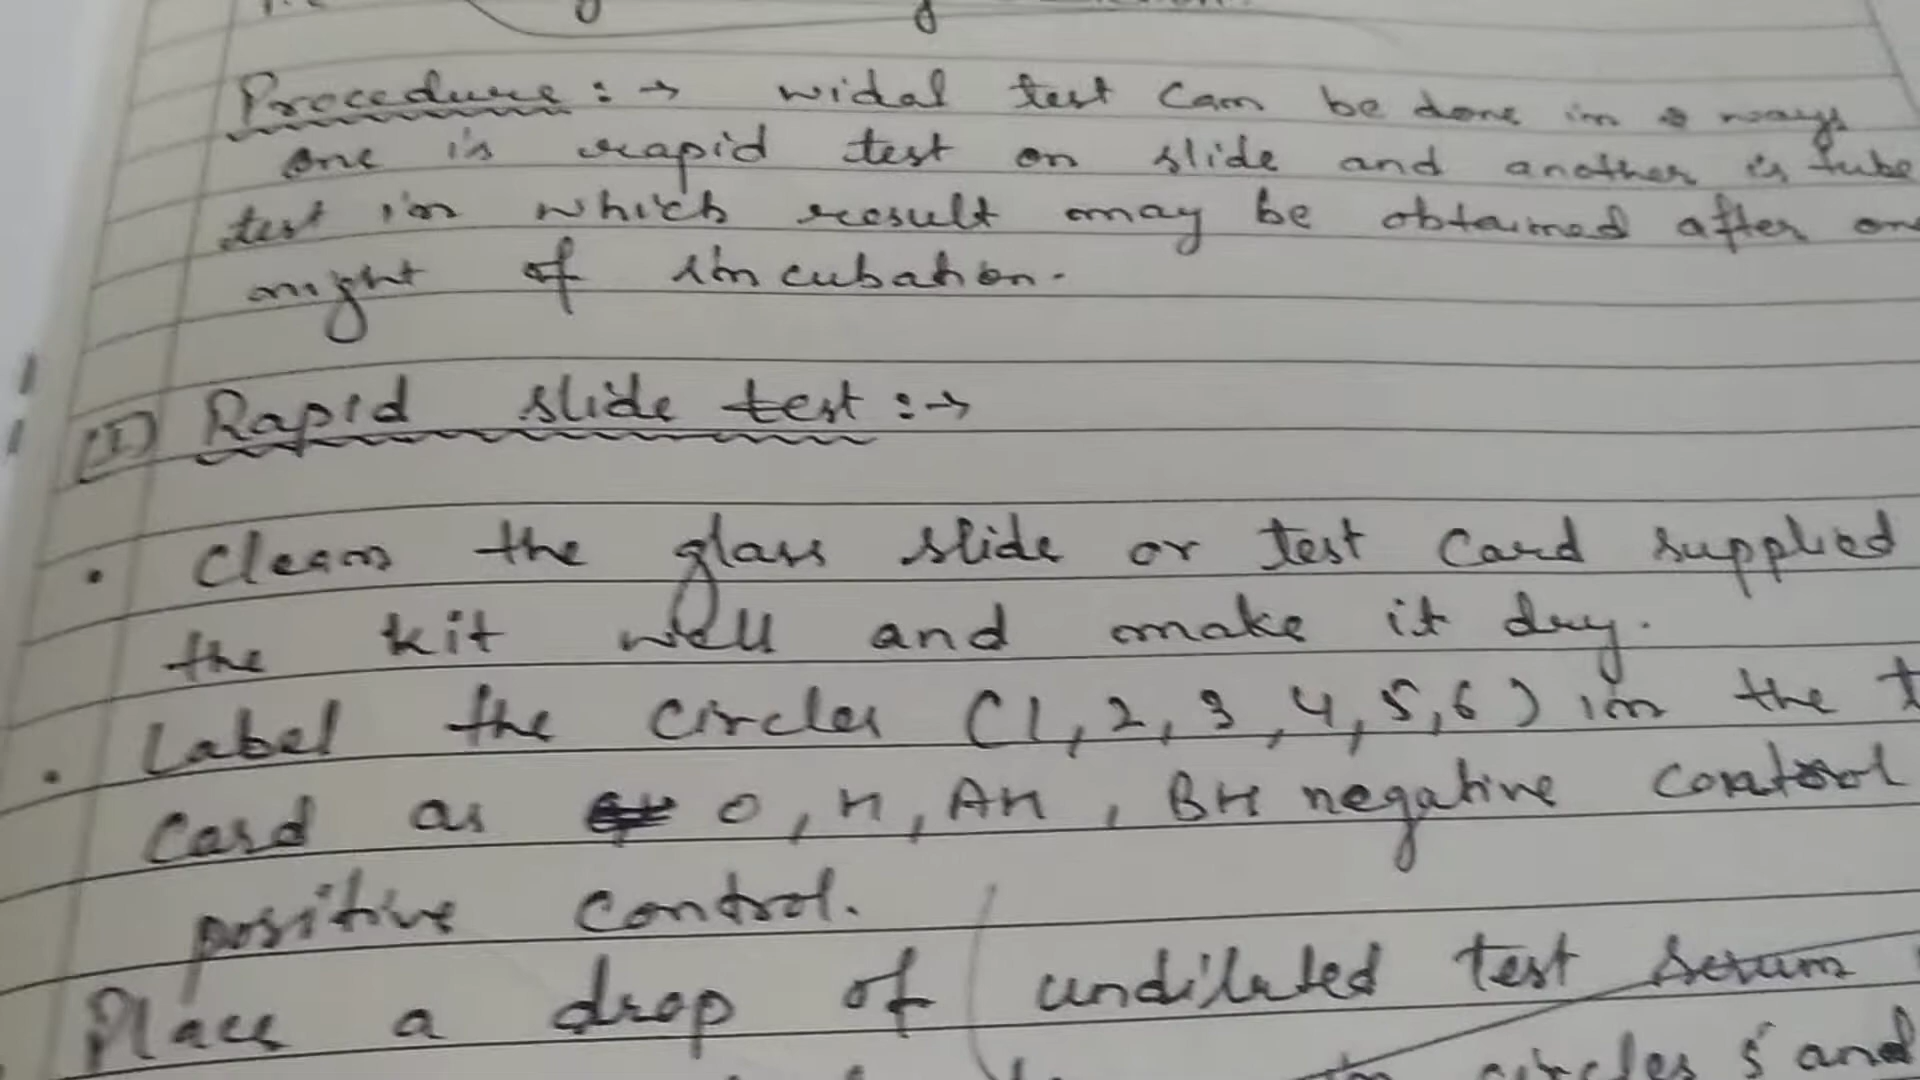 Procedure :→ widal test can be done in ways
one is rapid test on slide and another is tube
test in which result may be obtained after
night of incubation.
(I) Rapid slide test :→
• Clean the glass slide or test Card supplied
the kit well and make it dry.
• Label the circles (1, 2, 3, 4, 5, 6) in the
Card as O, H, AH, BH negative control
positive control.
Place a drop of undiluted test serum
circles 5 and